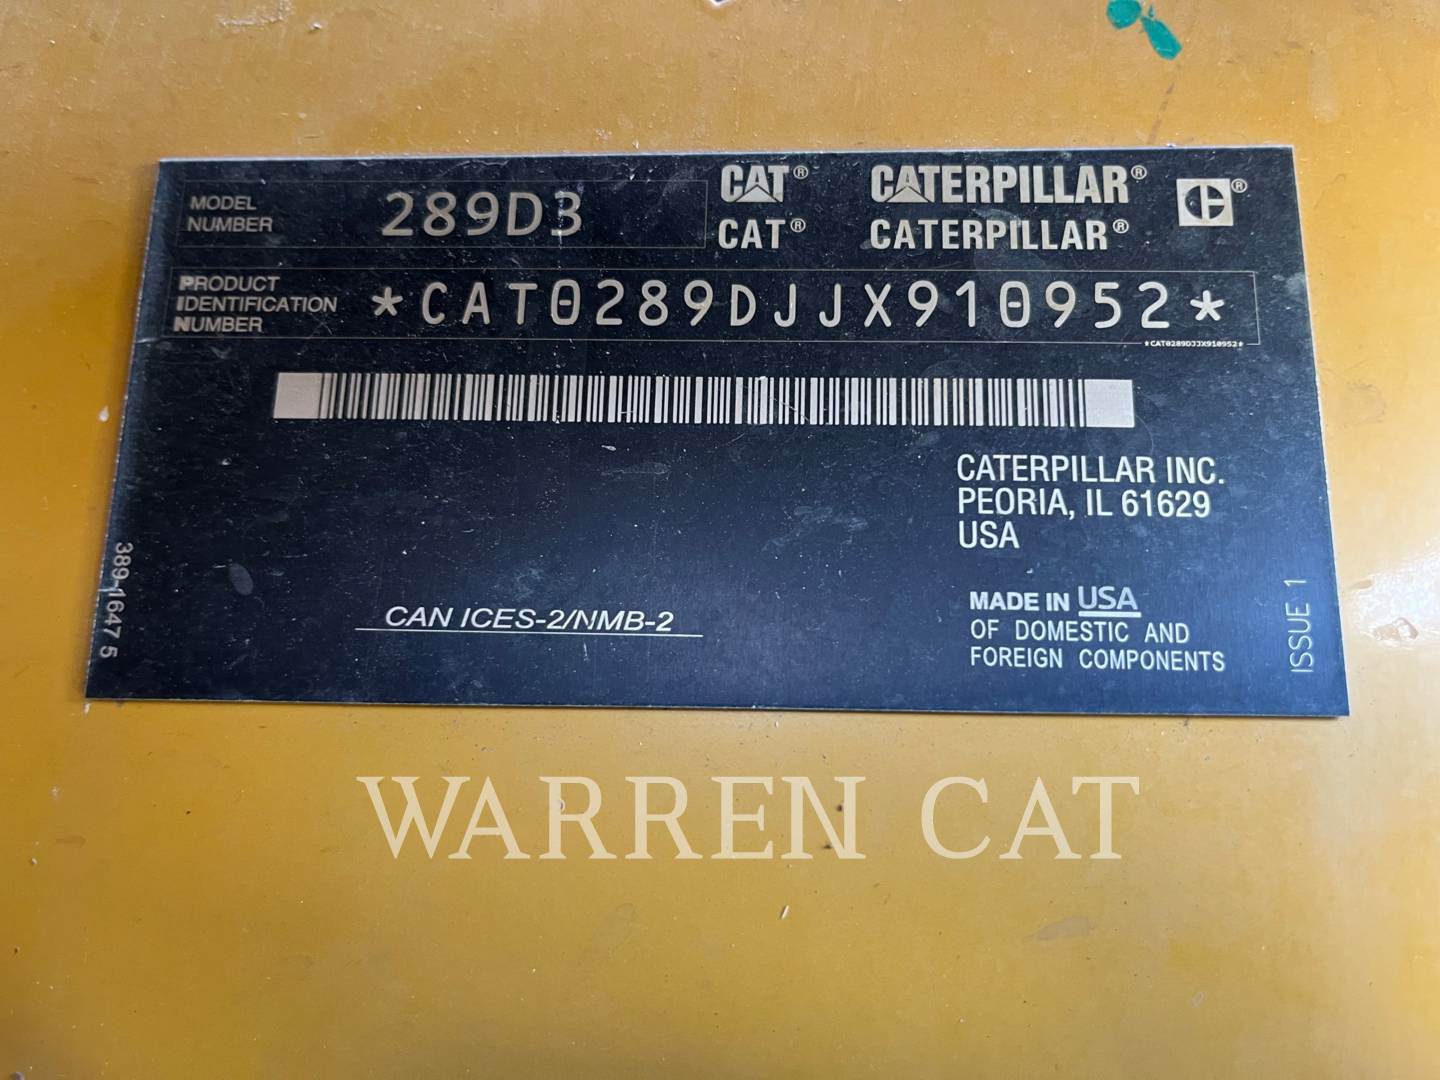 MODEL NUMBER 289D3
CAT® CATERPILLAR® ®
CAT® CATERPILLAR®
PRODUCT
IDENTIFICATION
NUMBER
*CAT0289DJJX910952*
*CAT0289DJJX910952*
CATERPILLAR INC.
PEORIA, IL 61629
USA
389-1647 5
CAN ICES-2/NMB-2
MADE IN USA
OF DOMESTIC AND
FOREIGN COMPONENTS
ISSUE 1
WARREN CAT